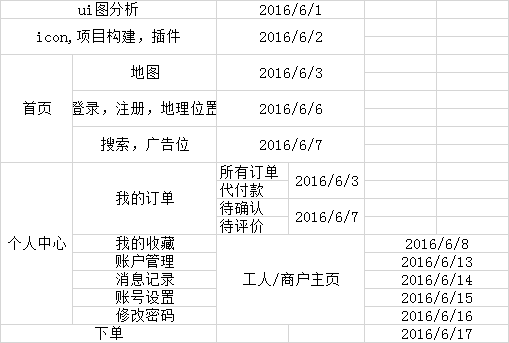 ui图分析 2016/6/1
icon,项目构建，插件 2016/6/2
首页
地图 2016/6/3
登录，注册，地理位置 2016/6/6
搜索，广告位 2016/6/7
个人中心
我的订单
所有订单
代付款
2016/6/3
待确认
待评价
2016/6/7
我的收藏 2016/6/8
账户管理 2016/6/13
消息记录 工人/商户主页 2016/6/14
账号设置 2016/6/15
修改密码 2016/6/16
下单 2016/6/17